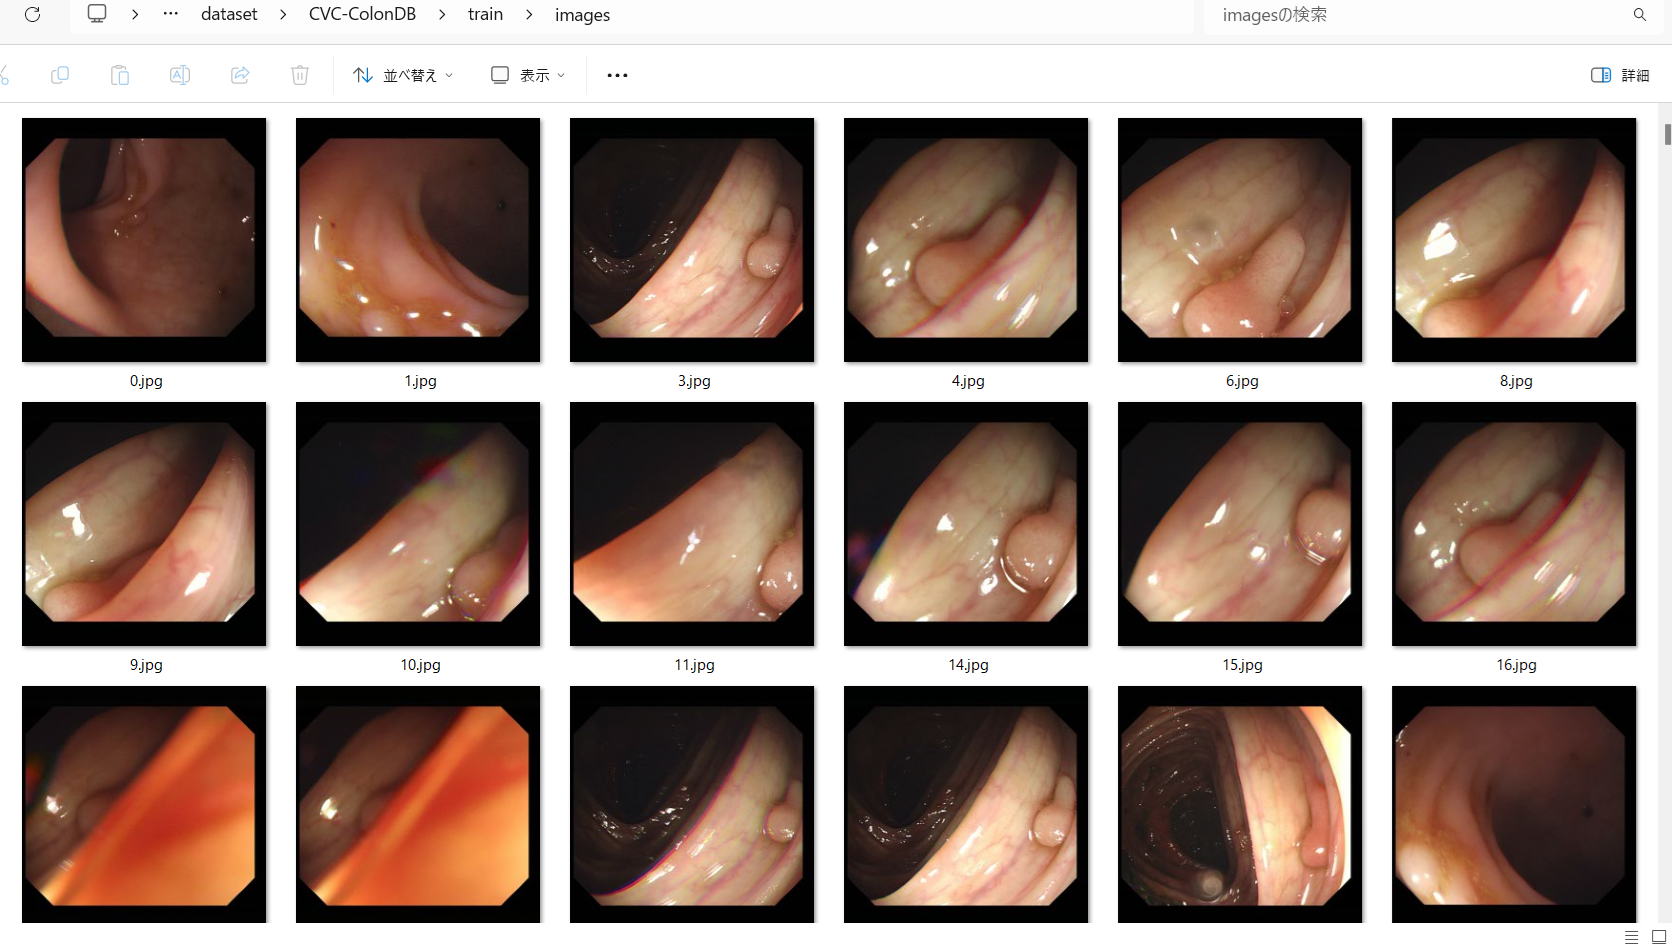 … dataset > CVC-ColonDB > train > images
imagesの検索
並べ替え 表示 … 詳細
0.jpg 1.jpg 3.jpg 4.jpg 6.jpg 8.jpg
9.jpg 10.jpg 11.jpg 14.jpg 15.jpg 16.jpg